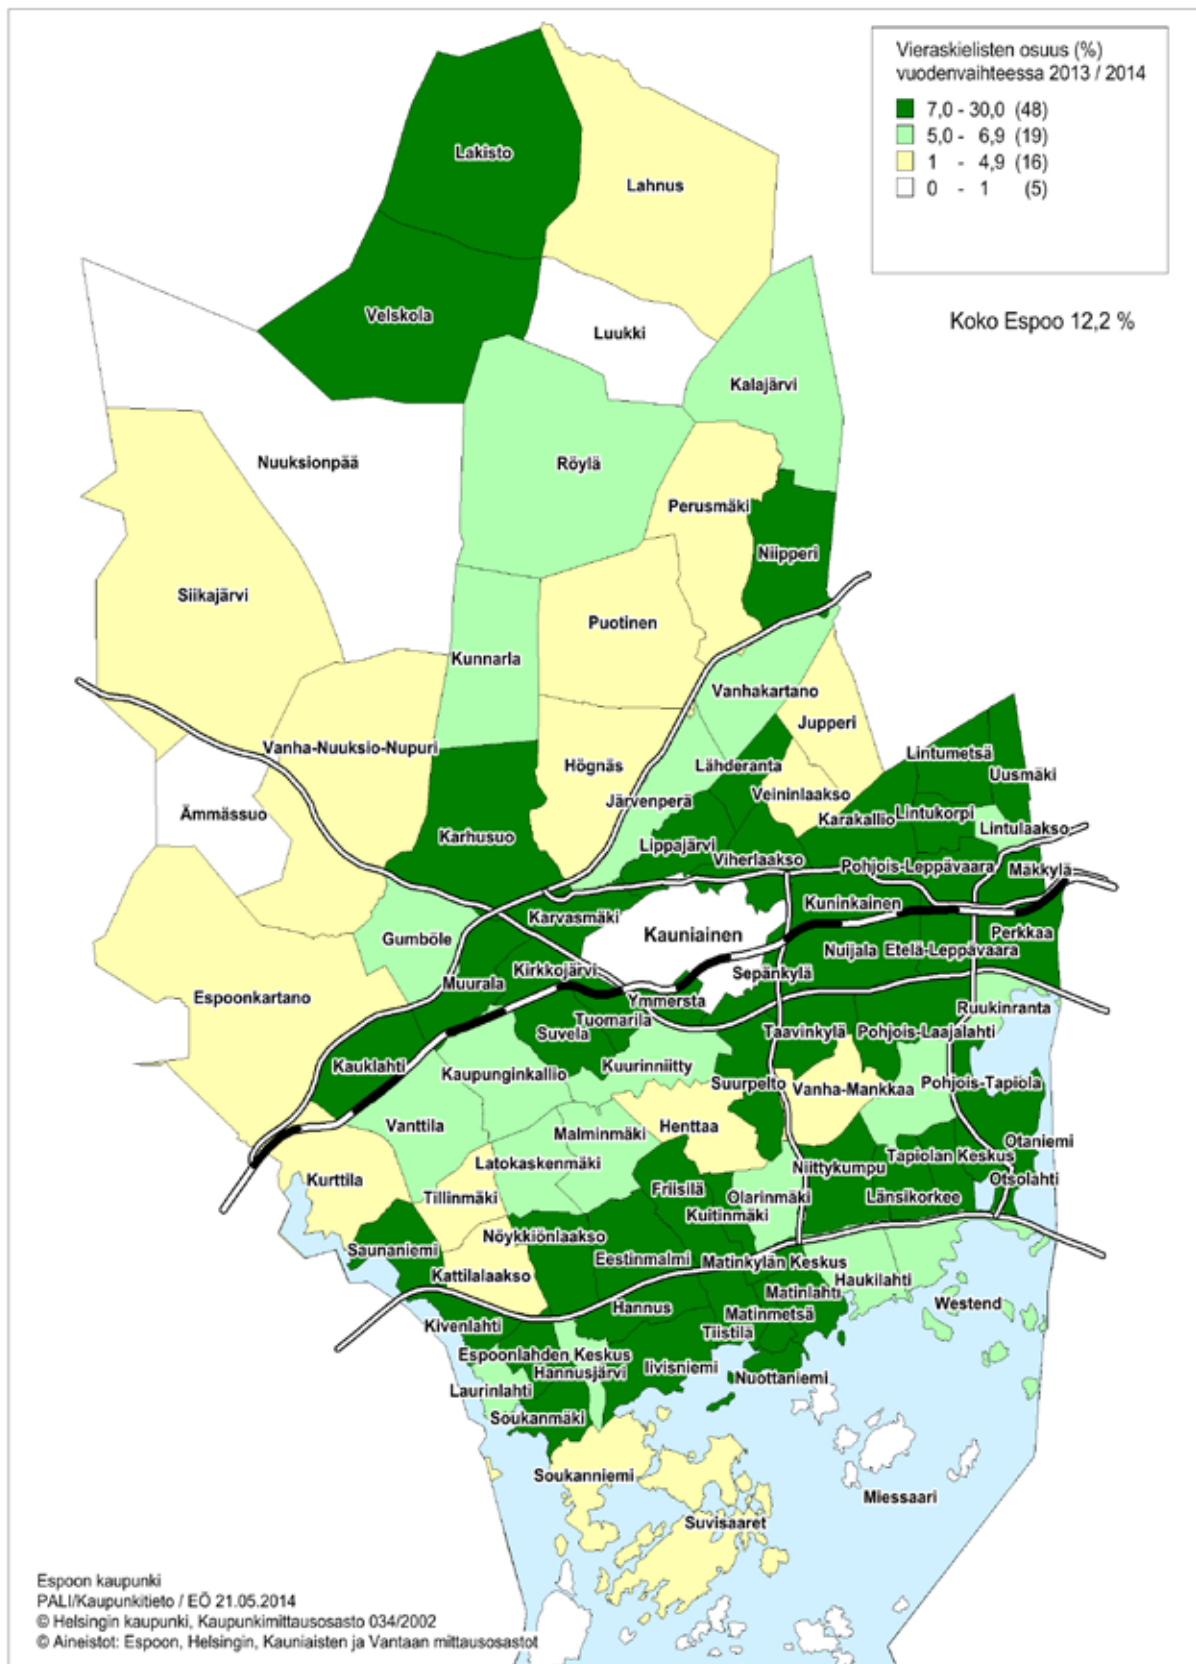 Vieraskielisten osuus (%)
vuodenvaihteessa 2013 / 2014
7,0 - 30,0 (48)
5,0 - 6,9 (19)
1 - 4,9 (16)
0 - 1 (5)
Koko Espoo 12,2 %
Lakisto
Lahnus
Velskola
Luukki
Kalajärvi
Nuuksionpää
Röylä
Perusmäki
Niipperi
Siikajärvi
Puotinen
Kunnarla
Vanhakartano
Jupperi
Vanha-Nuuksio-Nupuri
Högnäs
Lähderanta
Lintumetsä
Uusmäki
Veininlaakso
Järvenperä
Ämmässuo
Karhusuo
Karakallio
Lintukorpi
Lintulaakso
Lippajärvi
Viherlaakso
Pohjois-Leppävaara
Mäkkylä
Karvasmäki
Kuninkainen
Kauniainen
Perkkaa
Gumböle
Nuijala
Etelä-Leppävaara
Kirkkojärvi
Sepänkylä
Muurala
Espoonkartano
Ymmersta
Ruukinranta
Tuomarila
Suvela
Taavinkylä
Pohjois-Laajalahti
Kauklahti
Kaupunginkallio
Kuurinniitty
Suurpelto
Vanha-Mankkaa
Pohjois-Tapiola
Vanttila
Malminmäki
Henttaa
Otaniemi
Tapiolan Keskus
Latokaskenmäki
Niittykumpu
Kurttila
Otsolahti
Friisilä
Tillinmäki
Olarinmäki
Länsikorkee
Kuitinmäki
Nöykkiönlaakso
Saunaniemi
Eestinmalmi
Matinkylän Keskus
Kattilalaakso
Haukilahti
Matinlahti
Westend
Hannus
Matinmetsä
Kivenlahti
Tiistilä
Espoonlahden Keskus
Iivisniemi
Hannusjärvi
Nuottaniemi
Laurinlahti
Soukanmäki
Soukanniemi
Miessaari
Suvisaaret
Espoon kaupunki
PALI/Kaupunkitieto / EÖ 21.05.2014
© Helsingin kaupunki, Kaupunkimittausosasto 034/2002
© Aineistot: Espoon, Helsingin, Kauniaisten ja Vantaan mittausosastot